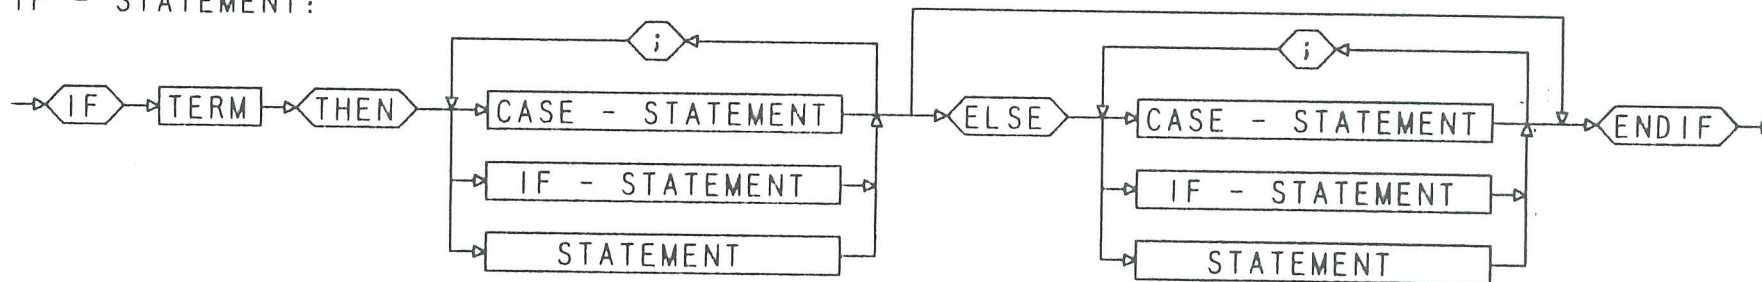 IF - STATEMENT:
;
;
IF TERM THEN CASE - STATEMENT ELSE CASE - STATEMENT ENDIF
IF - STATEMENT
IF - STATEMENT
STATEMENT
STATEMENT